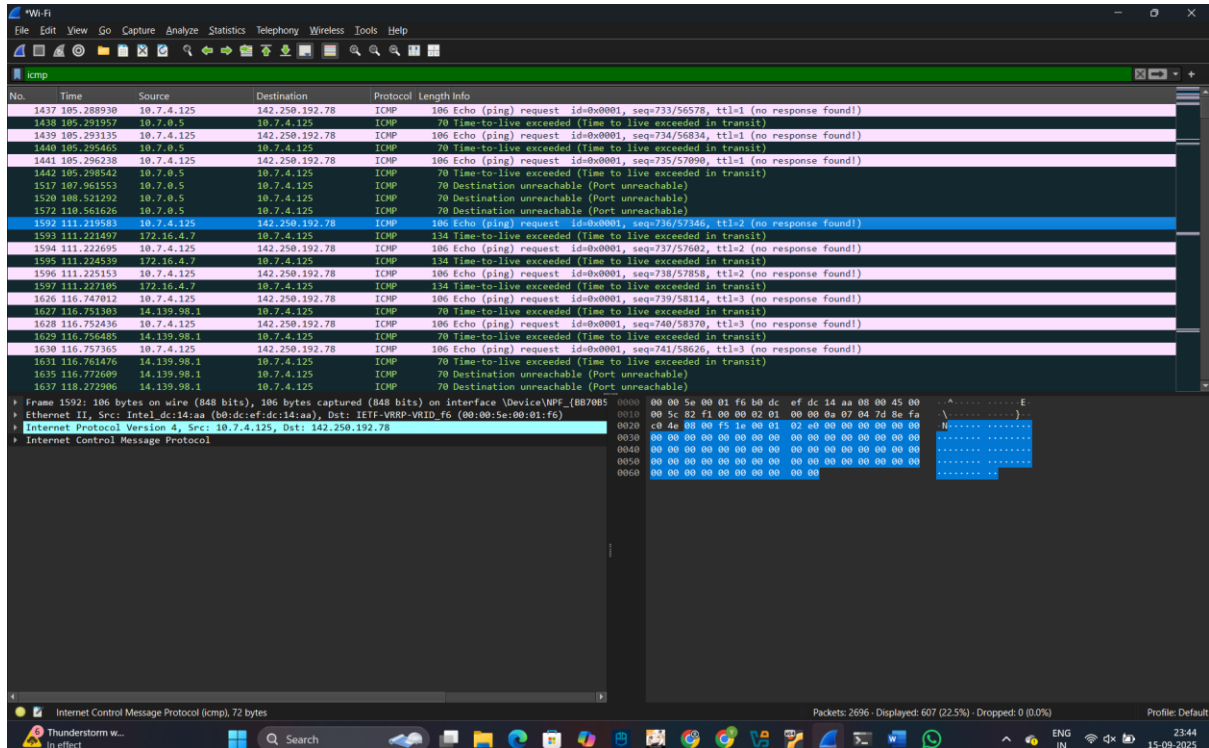 *Wi-Fi
File Edit View Go Capture Analyze Statistics Telephony Wireless Tools Help
icmp
No. Time Source Destination Protocol Length Info
1437 105.288930 10.7.4.125 142.250.192.78 ICMP 106 Echo (ping) request id=0x0001, seq=733/56578, ttl=1 (no response found!)
1438 105.291957 10.7.0.5 10.7.4.125 ICMP 70 Time-to-live exceeded (Time to live exceeded in transit)
1439 105.293135 10.7.4.125 142.250.192.78 ICMP 106 Echo (ping) request id=0x0001, seq=734/56834, ttl=1 (no response found!)
1440 105.295465 10.7.0.5 10.7.4.125 ICMP 70 Time-to-live exceeded (Time to live exceeded in transit)
1441 105.296238 10.7.4.125 142.250.192.78 ICMP 106 Echo (ping) request id=0x0001, seq=735/57090, ttl=1 (no response found!)
1442 105.298542 10.7.0.5 10.7.4.125 ICMP 70 Time-to-live exceeded (Time to live exceeded in transit)
1517 107.961553 10.7.0.5 10.7.4.125 ICMP 70 Destination unreachable (Port unreachable)
1520 108.521292 10.7.0.5 10.7.4.125 ICMP 70 Destination unreachable (Port unreachable)
1572 110.561626 10.7.0.5 10.7.4.125 ICMP 70 Destination unreachable (Port unreachable)
1592 111.219583 10.7.4.125 142.250.192.78 ICMP 106 Echo (ping) request id=0x0001, seq=736/57346, ttl=2 (no response found!)
1593 111.221497 172.16.4.7 10.7.4.125 ICMP 134 Time-to-live exceeded (Time to live exceeded in transit)
1594 111.222695 10.7.4.125 142.250.192.78 ICMP 106 Echo (ping) request id=0x0001, seq=737/57602, ttl=2 (no response found!)
1595 111.224539 172.16.4.7 10.7.4.125 ICMP 134 Time-to-live exceeded (Time to live exceeded in transit)
1596 111.225153 10.7.4.125 142.250.192.78 ICMP 106 Echo (ping) request id=0x0001, seq=738/57858, ttl=2 (no response found!)
1597 111.227105 172.16.4.7 10.7.4.125 ICMP 134 Time-to-live exceeded (Time to live exceeded in transit)
1626 116.747012 10.7.4.125 142.250.192.78 ICMP 106 Echo (ping) request id=0x0001, seq=739/58114, ttl=3 (no response found!)
1627 116.751303 14.139.98.1 10.7.4.125 ICMP 70 Time-to-live exceeded (Time to live exceeded in transit)
1628 116.752436 10.7.4.125 142.250.192.78 ICMP 106 Echo (ping) request id=0x0001, seq=740/58370, ttl=3 (no response found!)
1629 116.756485 14.139.98.1 10.7.4.125 ICMP 70 Time-to-live exceeded (Time to live exceeded in transit)
1630 116.757365 10.7.4.125 142.250.192.78 ICMP 106 Echo (ping) request id=0x0001, seq=741/58626, ttl=3 (no response found!)
1631 116.761476 14.139.98.1 10.7.4.125 ICMP 70 Time-to-live exceeded (Time to live exceeded in transit)
1635 116.772609 14.139.98.1 10.7.4.125 ICMP 70 Destination unreachable (Port unreachable)
1637 118.272906 14.139.98.1 10.7.4.125 ICMP 70 Destination unreachable (Port unreachable)
Frame 1592: 106 bytes on wire (848 bits), 106 bytes captured (848 bits) on interface \Device\NPF_{BB70B5
Ethernet II, Src: Intel_dc:14:aa (b0:dc:ef:dc:14:aa), Dst: IETF-VRRP-VRID_f6 (00:00:5e:00:01:f6)
Internet Protocol Version 4, Src: 10.7.4.125, Dst: 142.250.192.78
Internet Control Message Protocol
0000 00 00 5e 00 01 f6 b0 dc ef dc 14 aa 08 00 45 00 ..^..... ......E.
0010 00 5c 82 f1 00 00 02 01 00 00 0a 07 04 7d 8e fa .\...... .....}..
0020 c0 4e 08 00 f5 1e 00 01 02 e0 00 00 00 00 00 00 .N...... ........
0030 00 00 00 00 00 00 00 00 00 00 00 00 00 00 00 00 ........ ........
0040 00 00 00 00 00 00 00 00 00 00 00 00 00 00 00 00 ........ ........
0050 00 00 00 00 00 00 00 00 00 00 00 00 00 00 00 00 ........ ........
0060 00 00 00 00 00 00 00 00 00 00 ........ ..
Internet Control Message Protocol (icmp), 72 bytes
Packets: 2696 · Displayed: 607 (22.5%) · Dropped: 0 (0.0%)
Profile: Default
6
Thunderstorm w...
In effect
Search
ENG
IN
23:44
15-09-2025